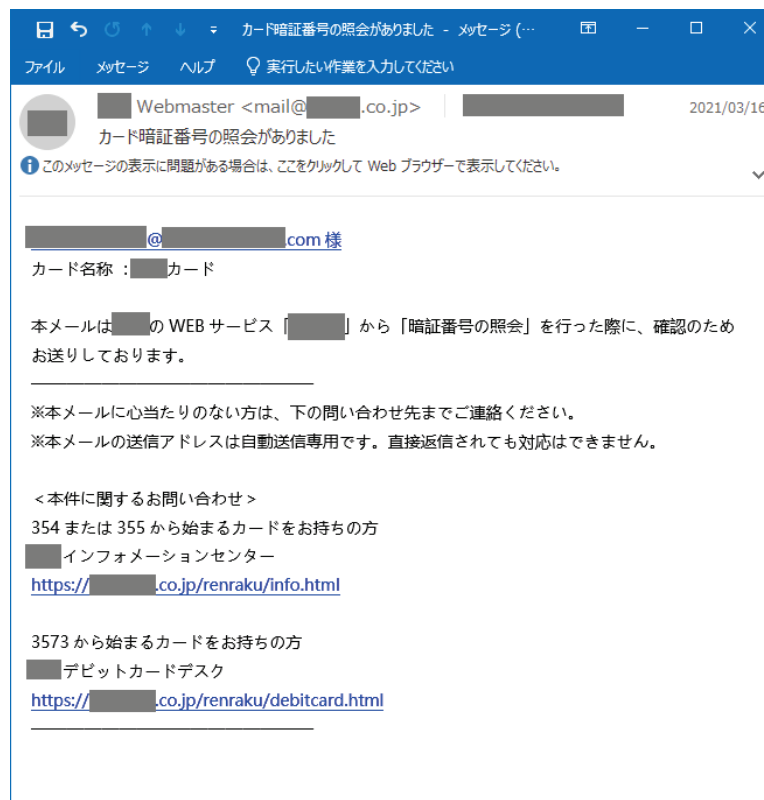 カード暗証番号の照会がありました - メッセージ (…
ファイル メッセージ ヘルプ 実行したい作業を入力してください
Webmaster <mail@ .co.jp> 2021/03/16
カード暗証番号の照会がありました
このメッセージの表示に問題がある場合は、ここをクリックして Web ブラウザーで表示してください。
@ .com 様
カード名称 : カード
本メールは の WEB サービス「 」から「暗証番号の照会」を行った際に、確認のため
お送りしております。
※本メールに心当たりのない方は、下の問い合わせ先までご連絡ください。
※本メールの送信アドレスは自動送信専用です。直接返信されても対応はできません。
<本件に関するお問い合わせ>
354 または 355 から始まるカードをお持ちの方
インフォメーションセンター
https:// .co.jp/renraku/info.html
3573 から始まるカードをお持ちの方
デビットカードデスク
https:// .co.jp/renraku/debitcard.html